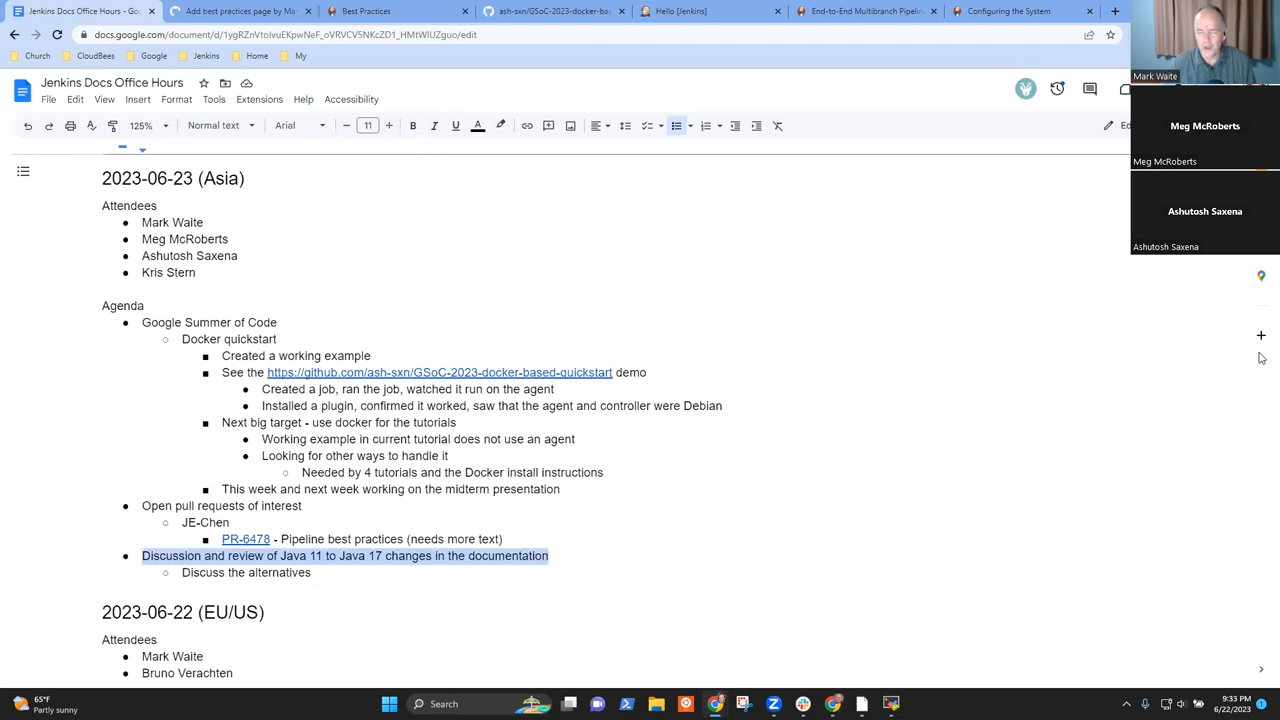 Jenkins Docs Office Hours - Goo
Add spaces page by Mar
Best Practices
ash-sxn/GSoC-2023-docker-bas
Hello [Jenkins]
End-to-End Multibranch Pipelin
Configuring the System
docs.google.com/document/d/1ygRZnVtoIvuEKpwNeF_oVRVCV5NKcZD1_HMtWIUZguo/edit
Church
CloudBees
Google
Jenkins
Home
My
Jenkins Docs Office Hours
File Edit View Insert Format Tools Extensions Help Accessibility
125% Normal text Arial 11 B I U A
2023-06-23 (Asia)
Attendees
● Mark Waite
● Meg McRoberts
● Ashutosh Saxena
● Kris Stern
Agenda
● Google Summer of Code
○ Docker quickstart
■ Created a working example
■ See the https://github.com/ash-sxn/GSoC-2023-docker-based-quickstart demo
● Created a job, ran the job, watched it run on the agent
● Installed a plugin, confirmed it worked, saw that the agent and controller were Debian
■ Next big target - use docker for the tutorials
● Working example in current tutorial does not use an agent
● Looking for other ways to handle it
○ Needed by 4 tutorials and the Docker install instructions
■ This week and next week working on the midterm presentation
● Open pull requests of interest
○ JE-Chen
■ PR-6478 - Pipeline best practices (needs more text)
● Discussion and review of Java 11 to Java 17 changes in the documentation
○ Discuss the alternatives
2023-06-22 (EU/US)
Attendees
● Mark Waite
● Bruno Verachten
Mark Waite
Meg McRoberts
Meg McRoberts
Ashutosh Saxena
Ashutosh Saxena
65°F
Partly sunny
Search
9:33 PM
6/22/2023